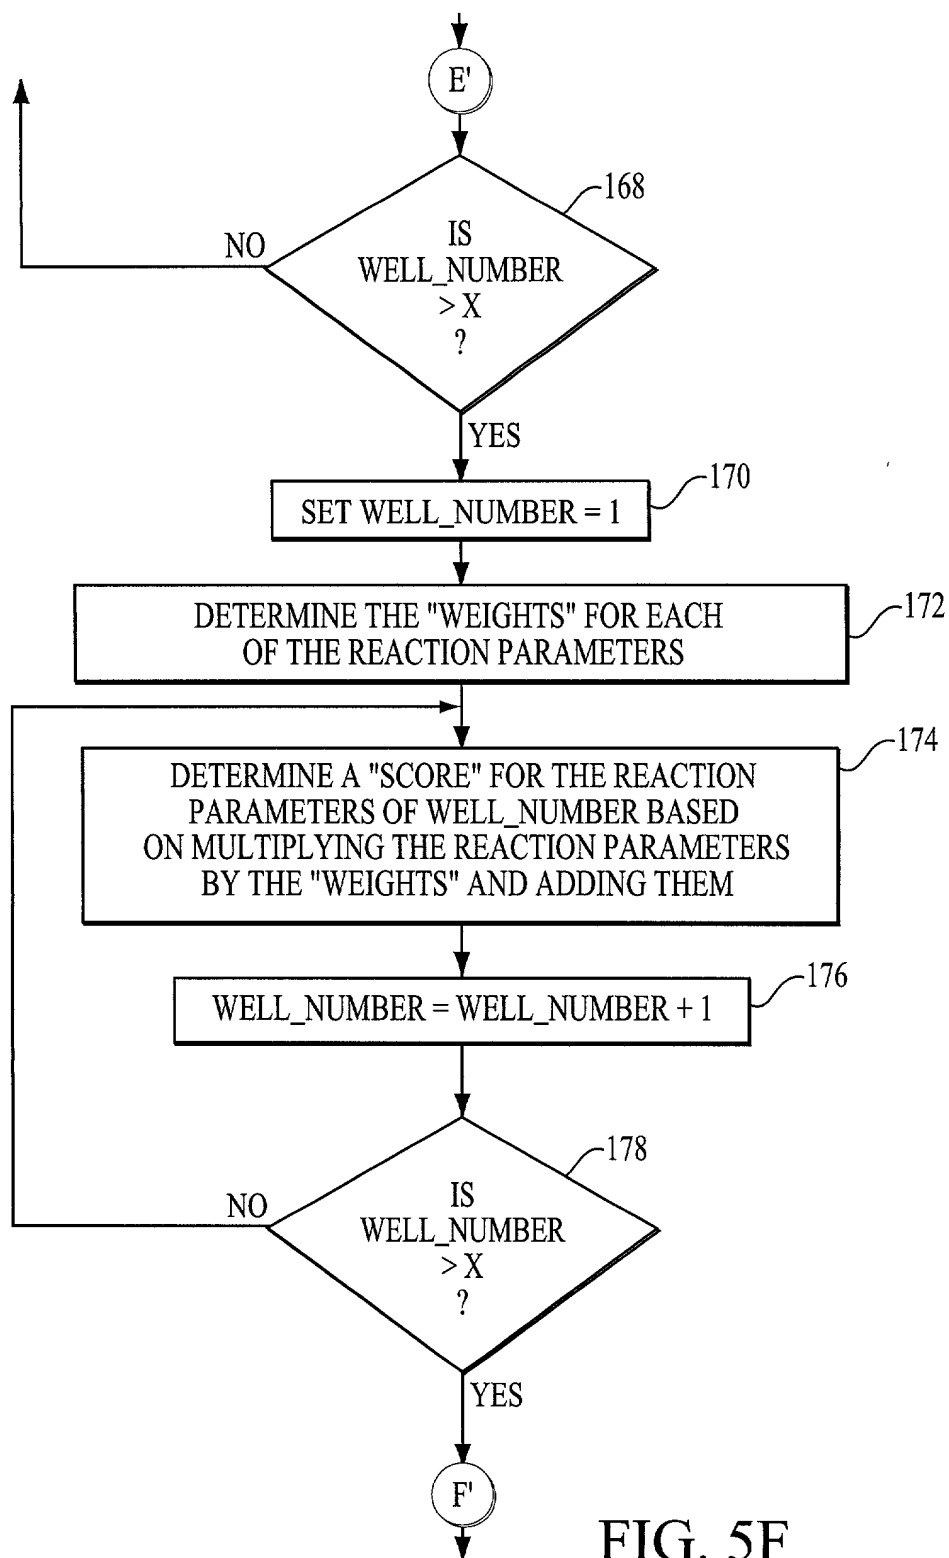 E'
168
NO
IS
WELL_NUMBER
> X
?
YES
170
SET WELL_NUMBER = 1
172
DETERMINE THE "WEIGHTS" FOR EACH
OF THE REACTION PARAMETERS
174
DETERMINE A "SCORE" FOR THE REACTION
PARAMETERS OF WELL_NUMBER BASED
ON MULTIPLYING THE REACTION PARAMETERS
BY THE "WEIGHTS" AND ADDING THEM
176
WELL_NUMBER = WELL_NUMBER + 1
178
NO
IS
WELL_NUMBER
> X
?
YES
F'
FIG. 5F